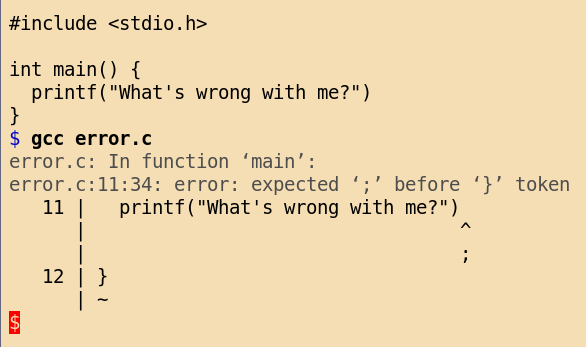 #include <stdio.h>

int main() {
  printf("What's wrong with me?")
}
$ gcc error.c
error.c: In function ‘main’:
error.c:11:34: error: expected ‘;’ before ‘}’ token
   11 |   printf("What's wrong with me?")
      |                                  ^
      |                                  ;
   12 | }
      | ~
$